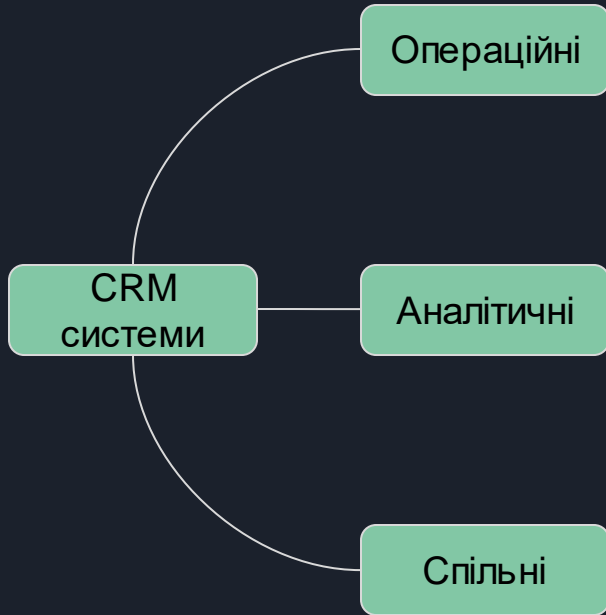 Операційні
CRM
системи
Аналітичні
Спільні